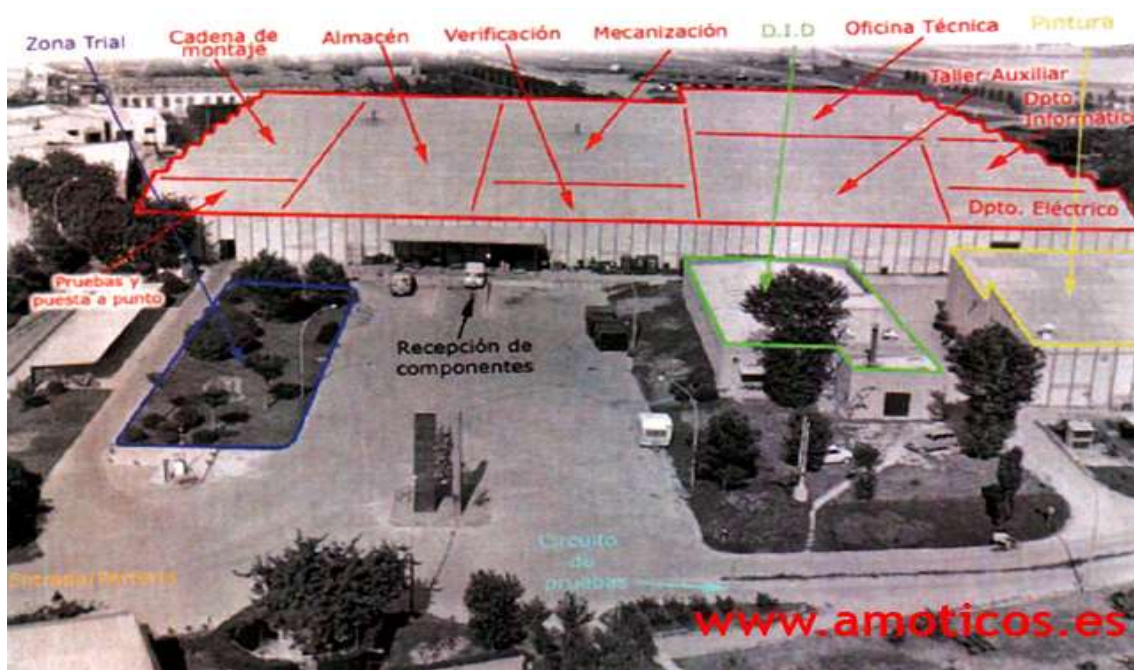 Zona Trial
Cadena de
montaje
Almacén
Verificación
Mecanización
D.I.D
Oficina Técnica
Pintura
Taller Auxiliar
Dpto.
Informático
Dpto. Eléctrico
Pruebas y
puesta a punto
Recepción de
componentes
Circuito
de
pruebas
Entrada/Portería
www.amoticos.es